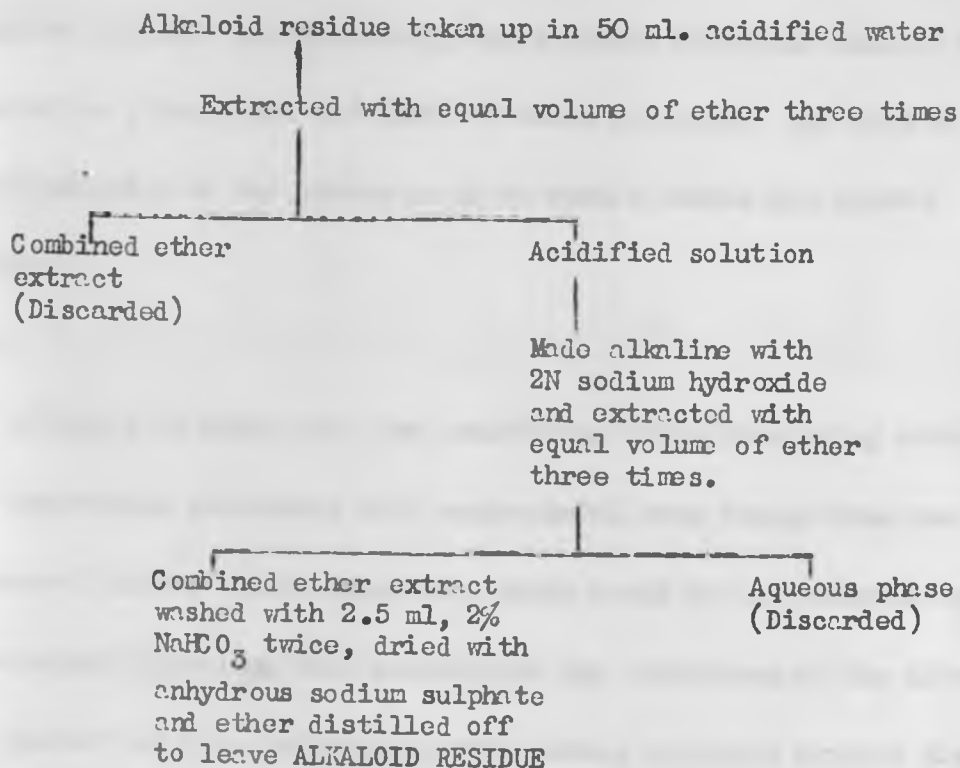 Alkaloid residue taken up in 50 ml. acidified water
Extracted with equal volume of ether three times
Combined ether
extract
(Discarded)
Acidified solution
Made alkaline with
2N sodium hydroxide
and extracted with
equal volume of ether
three times.
Combined ether extract
washed with 2.5 ml, 2%
NaHCO3 twice, dried with
anhydrous sodium sulphate
and ether distilled off
to leave ALKALOID RESIDUE
Aqueous phase
(Discarded)